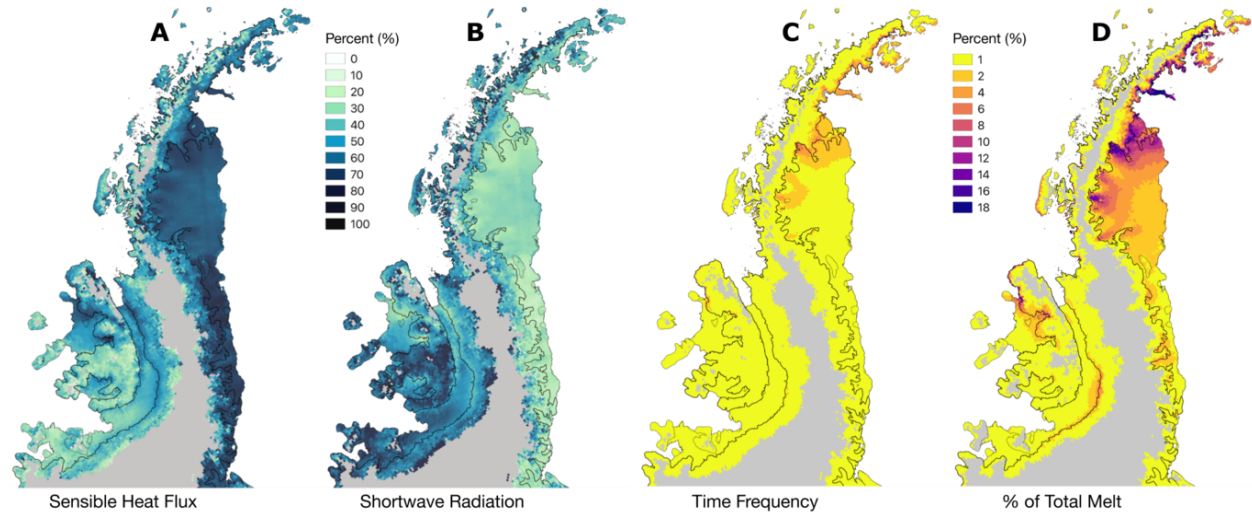 A
B
C
D
Percent (%)
0
10
20
30
40
50
60
70
80
90
100
Percent (%)
1
2
4
6
8
10
12
14
16
18
Sensible Heat Flux
Shortwave Radiation
Time Frequency
% of Total Melt